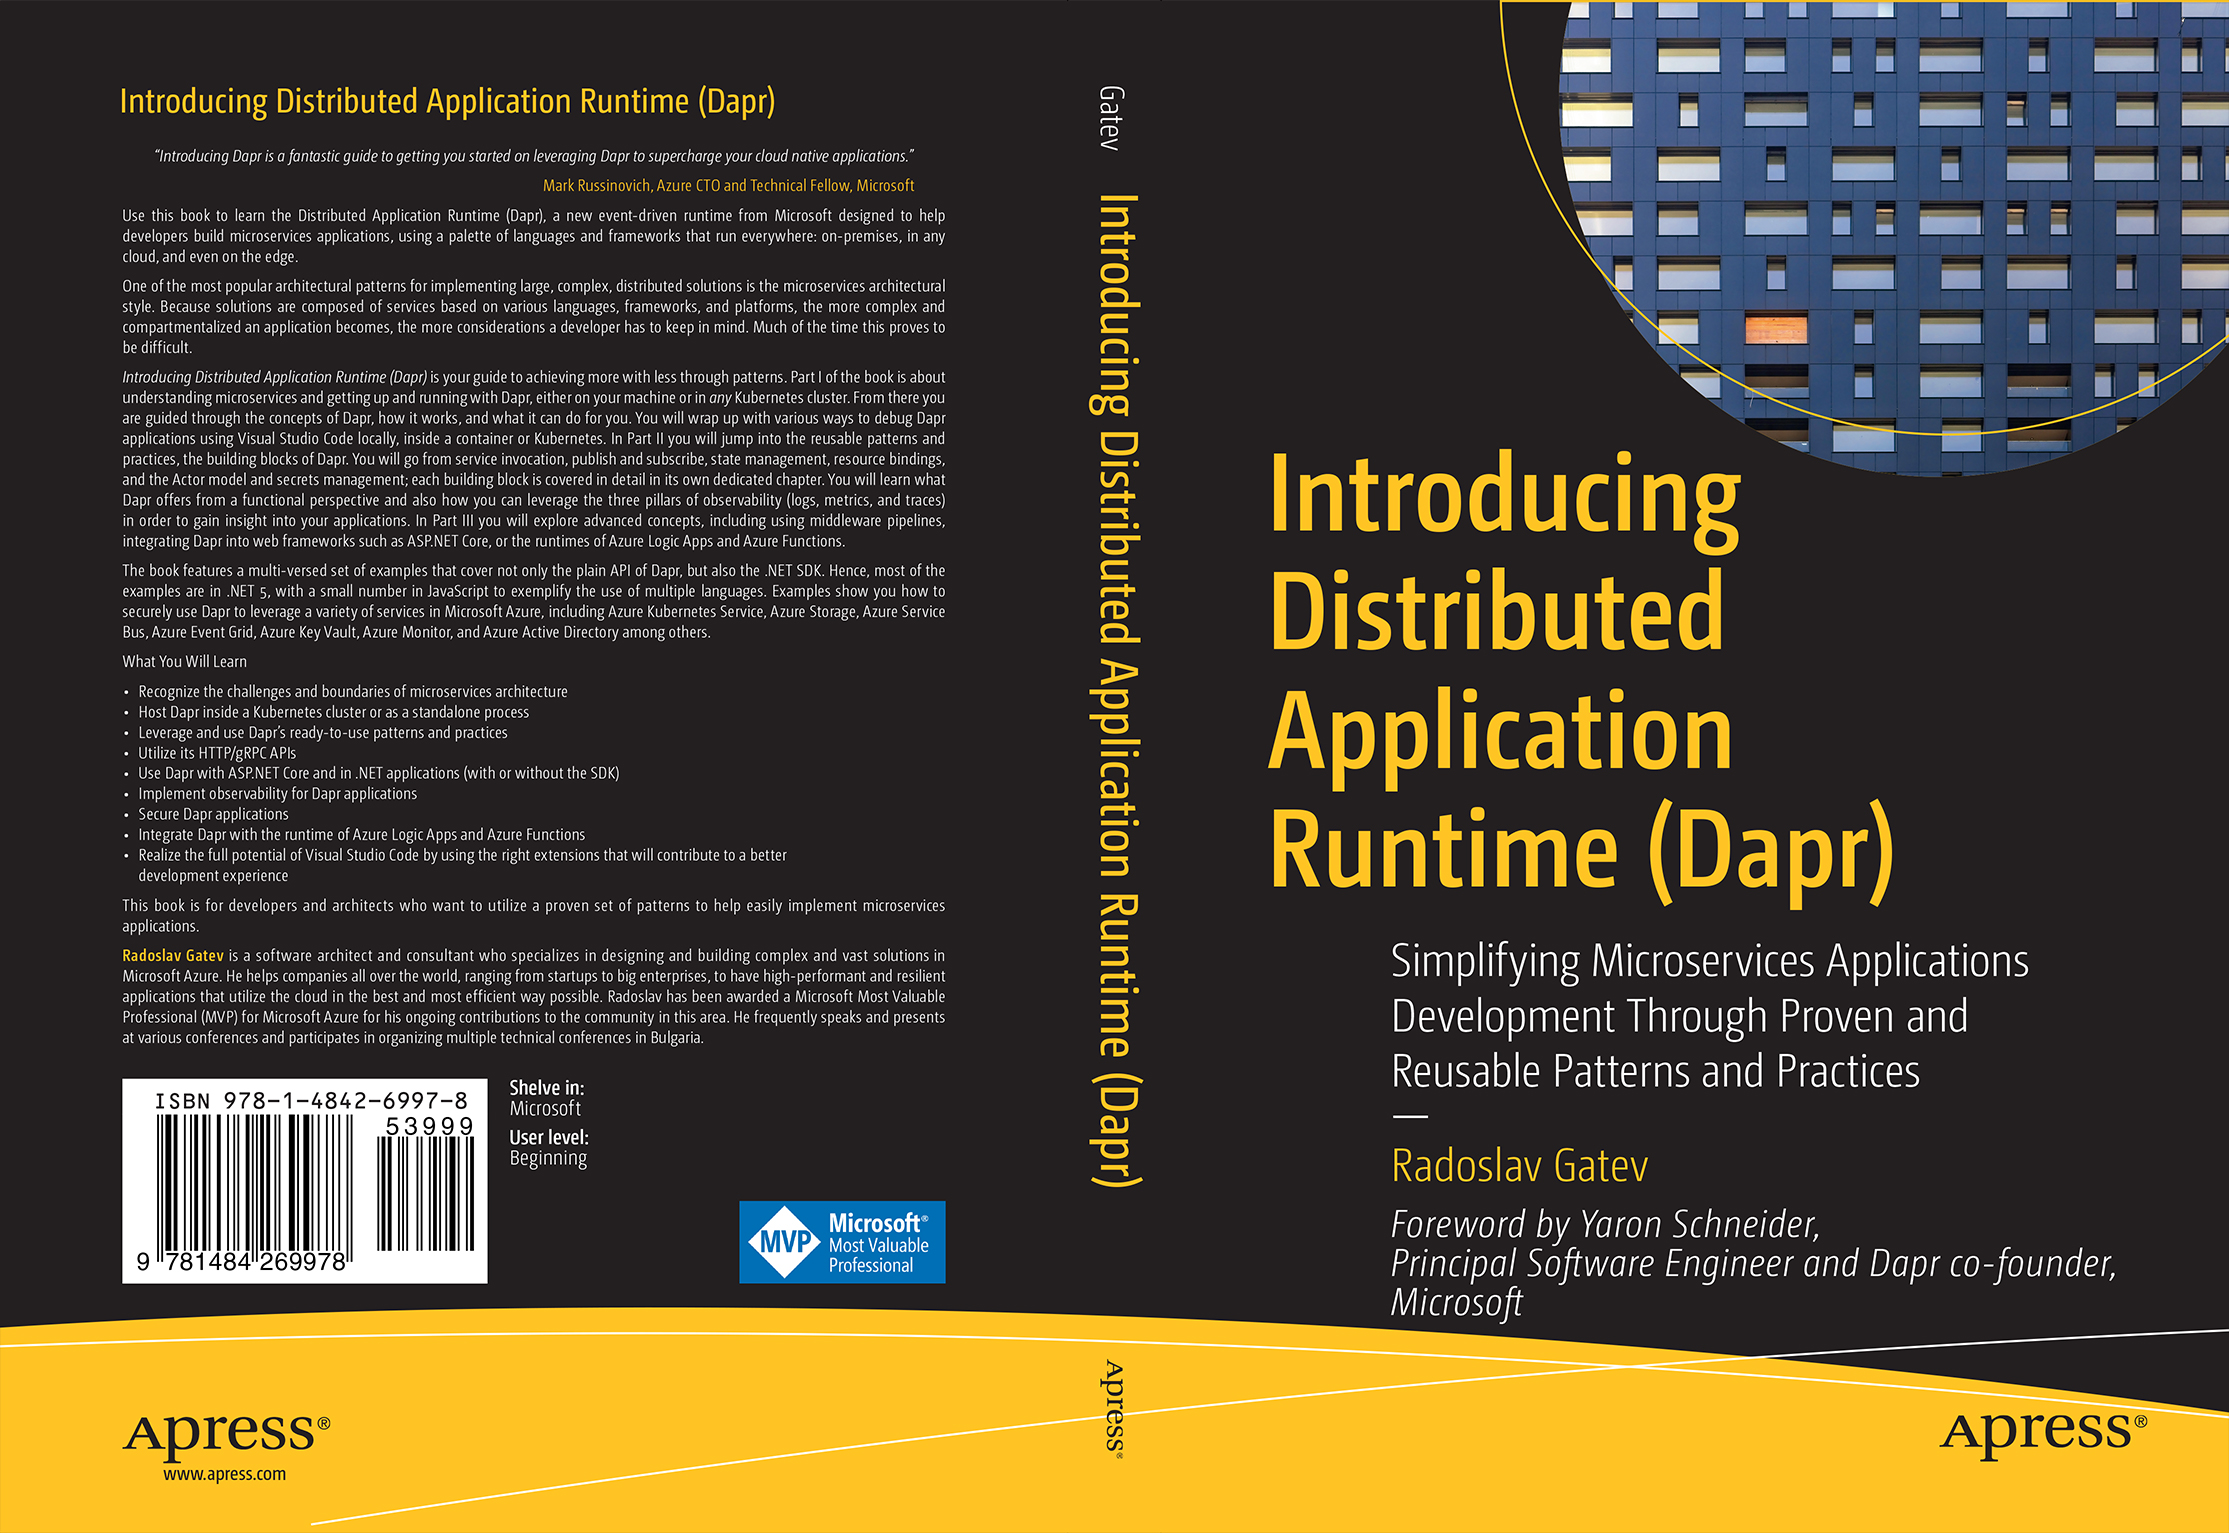 Introducing Distributed Application Runtime (Dapr)
“Introducing Dapr is a fantastic guide to getting you started on leveraging Dapr to supercharge your cloud native applications.”
Mark Russinovich, Azure CTO and Technical Fellow, Microsoft
Use this book to learn the Distributed Application Runtime (Dapr), a new event-driven runtime from Microsoft designed to help
developers build microservices applications, using a palette of languages and frameworks that run everywhere: on-premises, in any
cloud, and even on the edge.
One of the most popular architectural patterns for implementing large, complex, distributed solutions is the microservices architectural
style. Because solutions are composed of services based on various languages, frameworks, and platforms, the more complex and
compartmentalized an application becomes, the more considerations a developer has to keep in mind. Much of the time this proves to
be difficult.
Introducing Distributed Application Runtime (Dapr) is your guide to achieving more with less through patterns. Part I of the book is about
understanding microservices and getting up and running with Dapr, either on your machine or in any Kubernetes cluster. From there you
are guided through the concepts of Dapr, how it works, and what it can do for you. You will wrap up with various ways to debug Dapr
applications using Visual Studio Code locally, inside a container or Kubernetes. In Part II you will jump into the reusable patterns and
practices, the building blocks of Dapr. You will go from service invocation, publish and subscribe, state management, resource bindings,
and the Actor model and secrets management; each building block is covered in detail in its own dedicated chapter. You will learn what
Dapr offers from a functional perspective and also how you can leverage the three pillars of observability (logs, metrics, and traces)
in order to gain insight into your applications. In Part III you will explore advanced concepts, including using middleware pipelines,
integrating Dapr into web frameworks such as ASP.NET Core, or the runtimes of Azure Logic Apps and Azure Functions.
The book features a multi-versed set of examples that cover not only the plain API of Dapr, but also the .NET SDK. Hence, most of the
examples are in .NET 5, with a small number in JavaScript to exemplify the use of multiple languages. Examples show you how to
securely use Dapr to leverage a variety of services in Microsoft Azure, including Azure Kubernetes Service, Azure Storage, Azure Service
Bus, Azure Event Grid, Azure Key Vault, Azure Monitor, and Azure Active Directory among others.
What You Will Learn
• Recognize the challenges and boundaries of microservices architecture
• Host Dapr inside a Kubernetes cluster or as a standalone process
• Leverage and use Dapr’s ready-to-use patterns and practices
• Utilize its HTTP/gRPC APIs
• Use Dapr with ASP.NET Core and in .NET applications (with or without the SDK)
• Implement observability for Dapr applications
• Secure Dapr applications
• Integrate Dapr with the runtime of Azure Logic Apps and Azure Functions
• Realize the full potential of Visual Studio Code by using the right extensions that will contribute to a better
development experience
This book is for developers and architects who want to utilize a proven set of patterns to help easily implement microservices
applications.
Radoslav Gatev is a software architect and consultant who specializes in designing and building complex and vast solutions in
Microsoft Azure. He helps companies all over the world, ranging from startups to big enterprises, to have high-performant and resilient
applications that utilize the cloud in the best and most efficient way possible. Radoslav has been awarded a Microsoft Most Valuable
Professional (MVP) for Microsoft Azure for his ongoing contributions to the community in this area. He frequently speaks and presents
at various conferences and participates in organizing multiple technical conferences in Bulgaria.
ISBN 978-1-4842-6997-8
53999
9 781484 269978
Shelve in:
Microsoft
User level:
Beginning
MVP
Microsoft®
Most Valuable
Professional
Apress®
www.apress.com
Gatev
Introducing Distributed Application Runtime (Dapr)
Apress®
Introducing
Distributed
Application
Runtime (Dapr)
Simplifying Microservices Applications
Development Through Proven and
Reusable Patterns and Practices
—
Radoslav Gatev
Foreword by Yaron Schneider,
Principal Software Engineer and Dapr co-founder,
Microsoft
Apress®